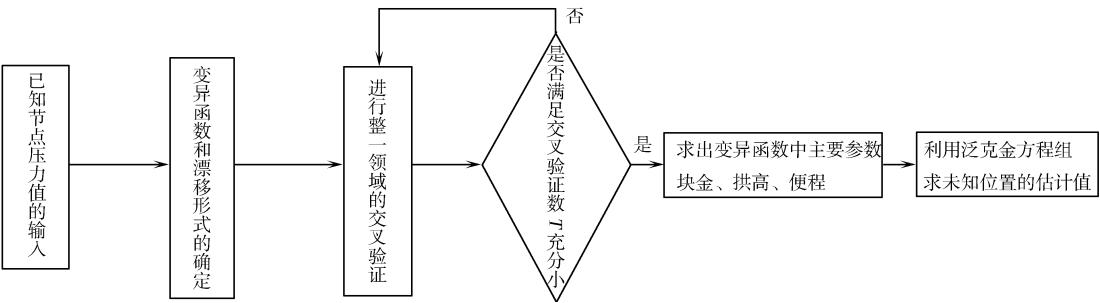 已知节点压力值的输入
变异函数和漂移形式的确定
进行整一领域的交叉验证
否
是否满足交叉验证数T充分小
是
求出变异函数中主要参数
块金、拱高、便程
利用泛克金方程组
求未知位置的估计值